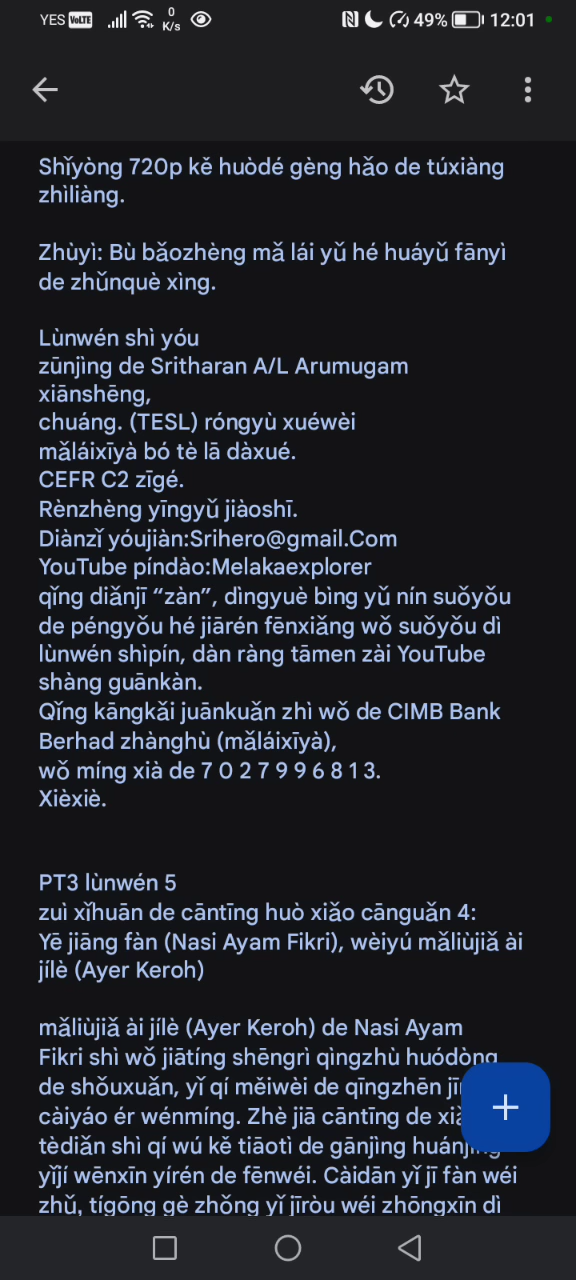 YES VoLTE 0 K/s 49% 12:01
Shǐyòng 720p kě huòdé gèng hǎo de túxiàng
zhìliàng.
Zhùyì: Bù bǎozhèng mǎ lái yǔ hé huáyǔ fānyì
de zhǔnquè xìng.
Lùnwén shì yóu
zūnjìng de Sritharan A/L Arumugam
xiānshēng,
chuáng. (TESL) róngyù xuéwèi
mǎláixīyà bó tè lā dàxué.
CEFR C2 zīgé.
Rènzhèng yīngyǔ jiàoshī.
Diànzǐ yóujiàn:Srihero@gmail.Com
YouTube píndào:Melakaexplorer
qǐng diǎnjī “zàn”, dìngyuè bìng yǔ nín suǒyǒu
de péngyǒu hé jiārén fēnxiǎng wǒ suǒyǒu dì
lùnwén shìpín, dàn ràng tāmen zài YouTube
shàng guānkàn.
Qǐng kāngkǎi juānkuǎn zhì wǒ de CIMB Bank
Berhad zhànghù (mǎláixīyà),
wǒ míng xià de 7 0 2 7 9 9 6 8 1 3.
Xièxiè.
PT3 lùnwén 5
zuì xǐhuān de cāntīng huò xiǎo cānguǎn 4:
Yē jiāng fàn (Nasi Ayam Fikri), wèiyú mǎliùjiǎ ài
jílè (Ayer Keroh)
mǎliùjiǎ ài jílè (Ayer Keroh) de Nasi Ayam
Fikri shì wǒ jiātíng shēngrì qìngzhù huódòng
de shǒuxuǎn, yǐ qí měiwèi de qīngzhēn
càiyáo ér wénmíng. Zhè jiā cāntīng de
tèdiǎn shì qí wú kě tiāotì de gānjìng huánjìng
yǐjí wēnxīn yírén de fēnwéi. Càidān yǐ jī fàn wéi
zhǔ, tígōng gè zhǒng yǐ jīròu wéi zhōngxīn dì